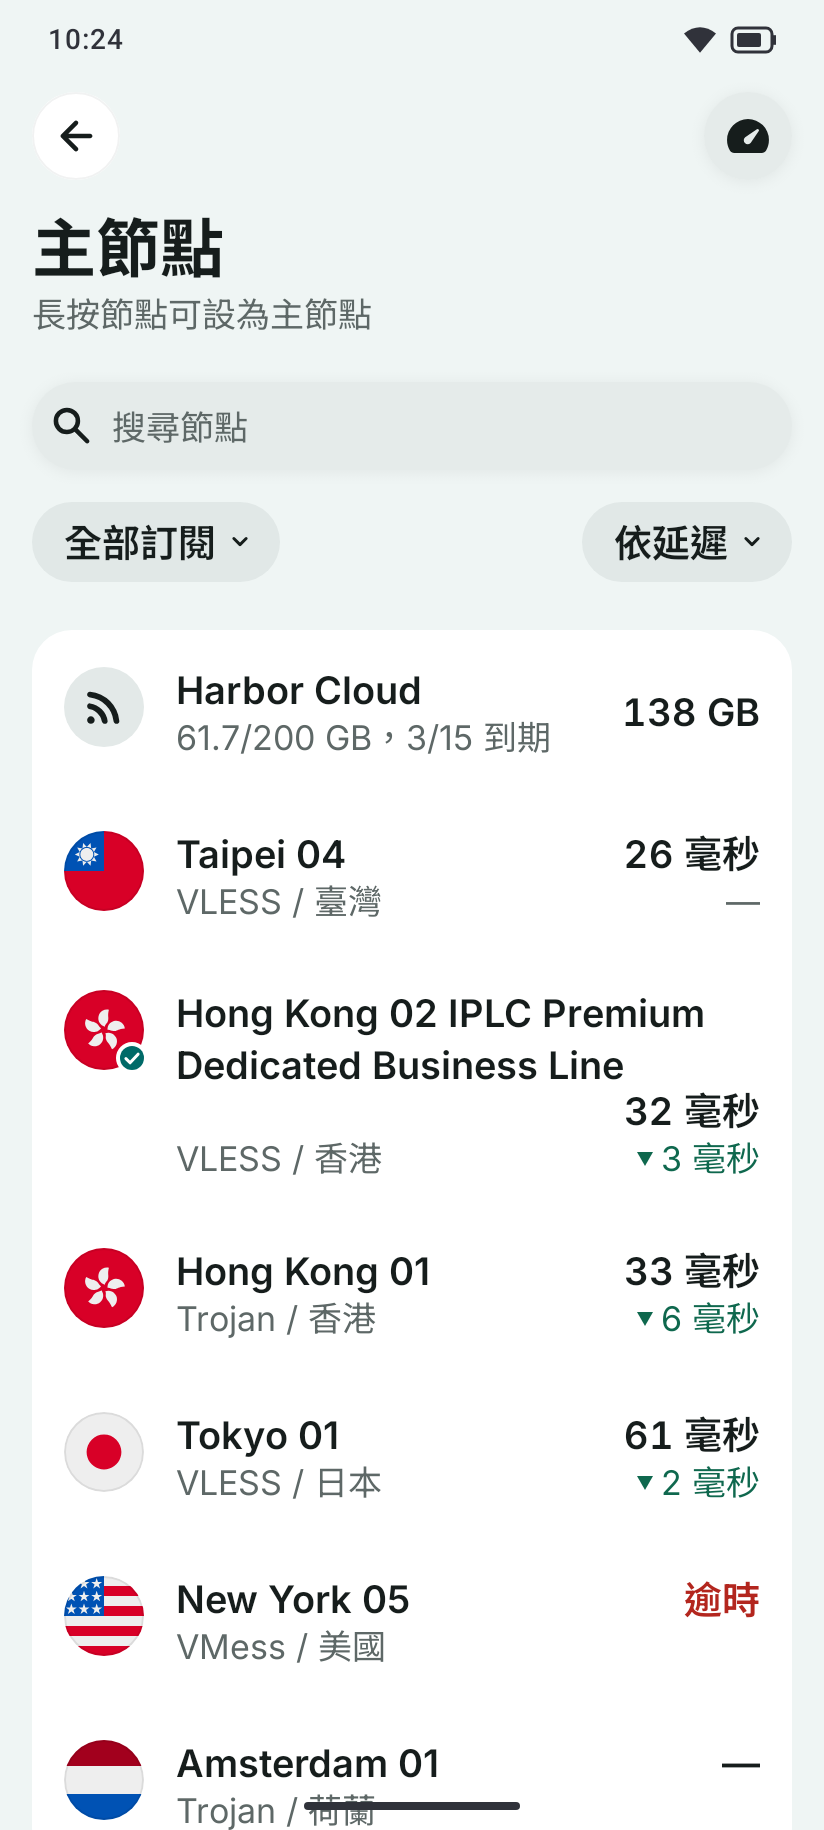 10:24
主節點
長按節點可設為主節點
搜尋節點
全部訂閱
依延遲
Harbor Cloud
61.7/200 GB，3/15 到期
138 GB
Taipei 04
26 毫秒
VLESS / 臺灣
—
Hong Kong 02 IPLC Premium
Dedicated Business Line
32 毫秒
VLESS / 香港
▼3 毫秒
Hong Kong 01
33 毫秒
Trojan / 香港
▼6 毫秒
Tokyo 01
61 毫秒
VLESS / 日本
▼2 毫秒
New York 05
逾時
VMess / 美國
Amsterdam 01
—
Trojan / 荷蘭